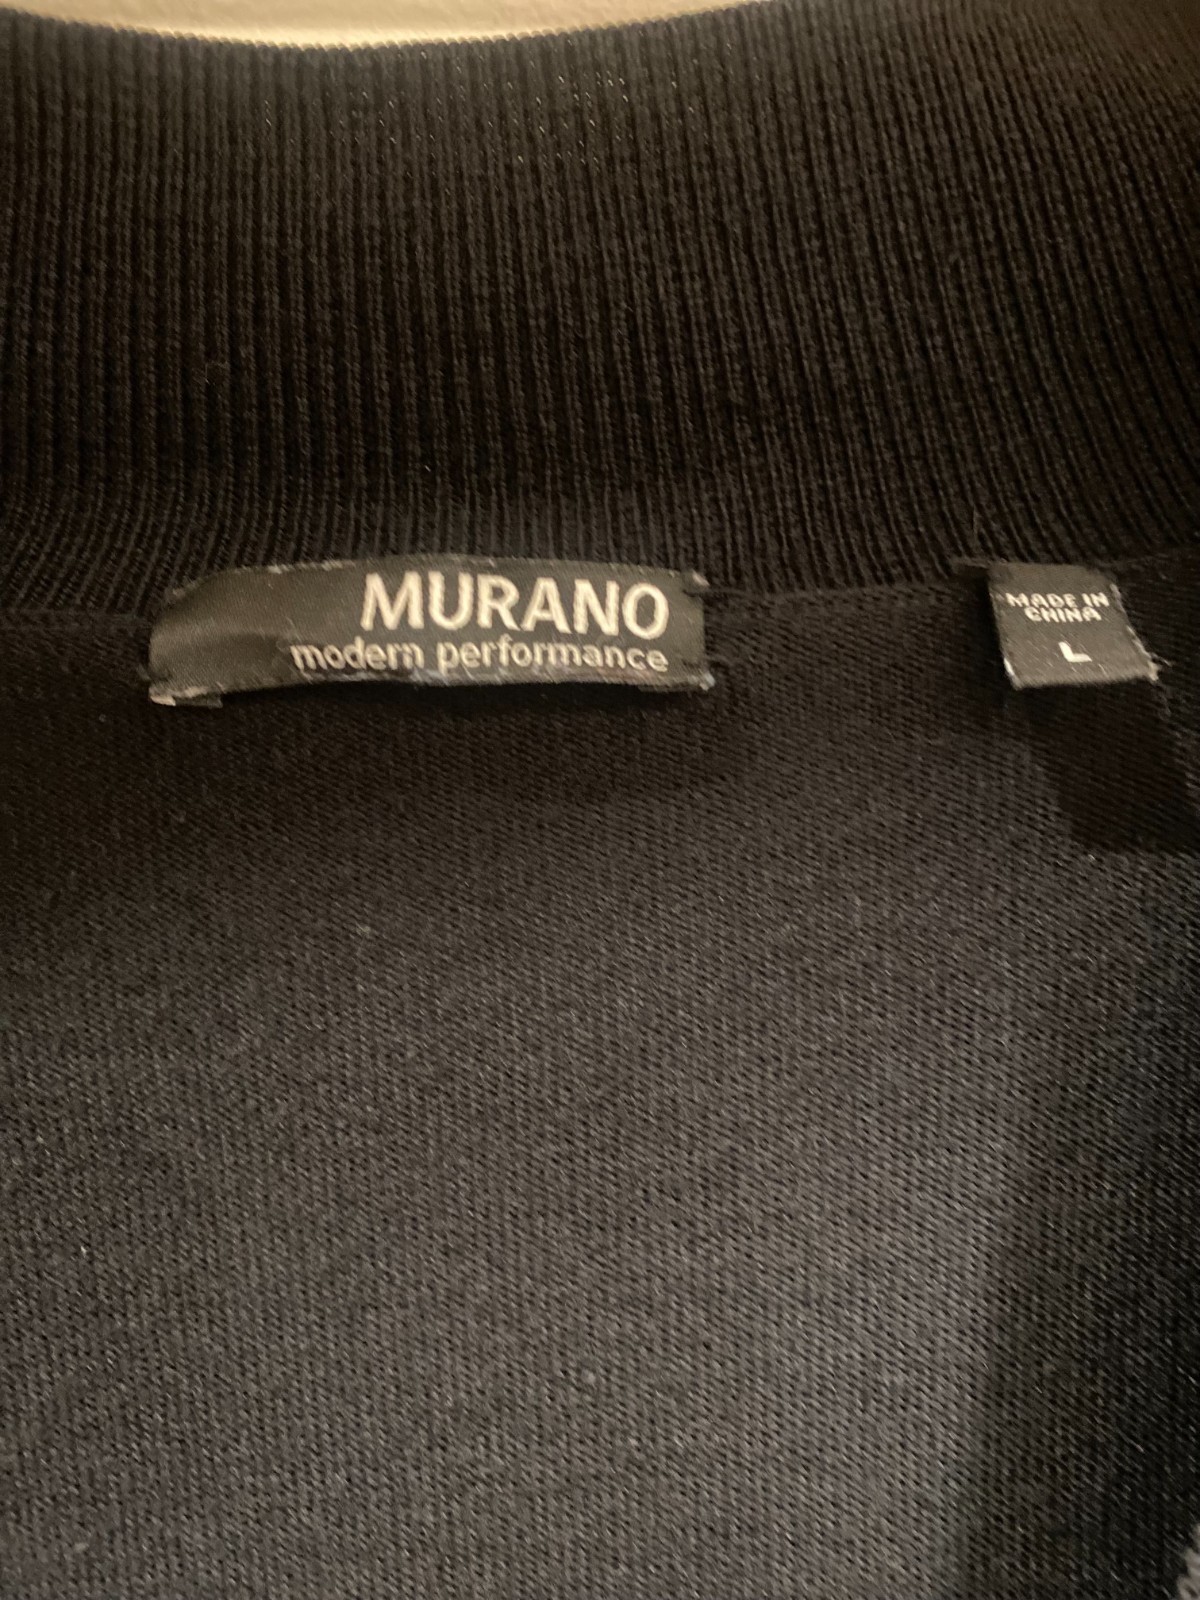 MURANO
modern performance
MADE IN
CHINA
L